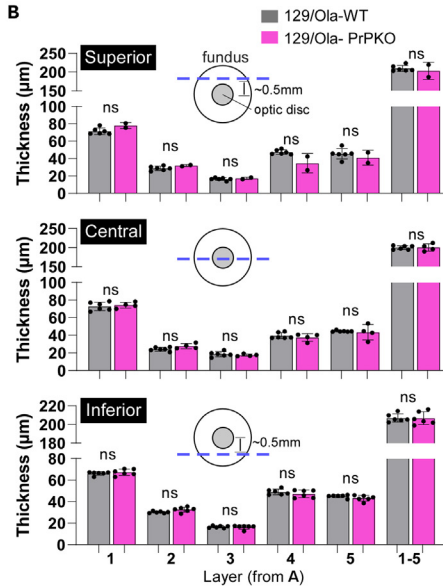 B
129/Ola-WT
129/Ola- PrPKO
Superior
fundus
~0.5mm
optic disc
Thickness (µm)
250
200
150
100
80
60
40
20
0
ns
ns
ns
ns
ns
ns
Central
Thickness (µm)
250
200
150
100
80
60
40
20
0
ns
ns
ns
ns
ns
ns
Inferior
~0.5mm
Thickness (µm)
220
200
180
80
60
40
20
0
ns
ns
ns
ns
ns
ns
1 2 3 4 5 1-5
Layer (from A)